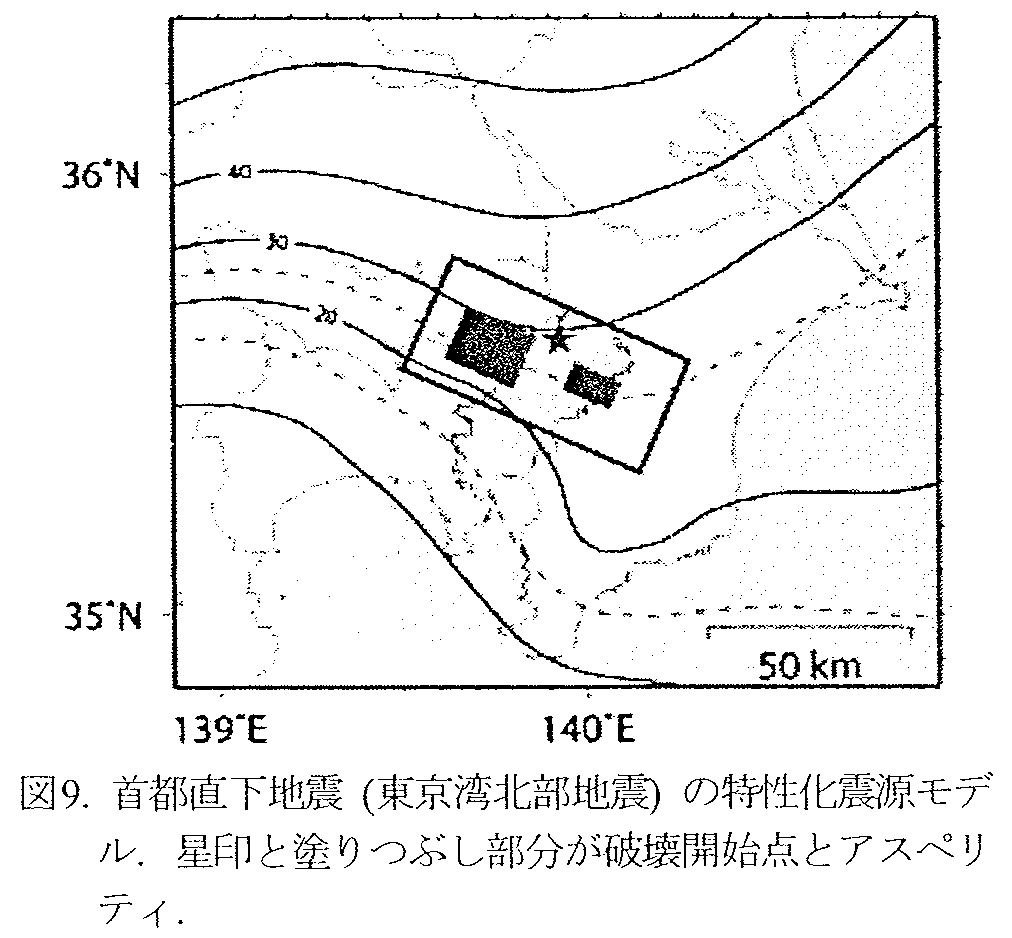 40
36°N
30
20
35°N
50 km
139°E
140°E
図9. 首都直下地震 (東京湾北部地震) の特性化震源モデ
ル. 星印と塗りつぶし部分が破壊開始点とアスペリ
ティ.